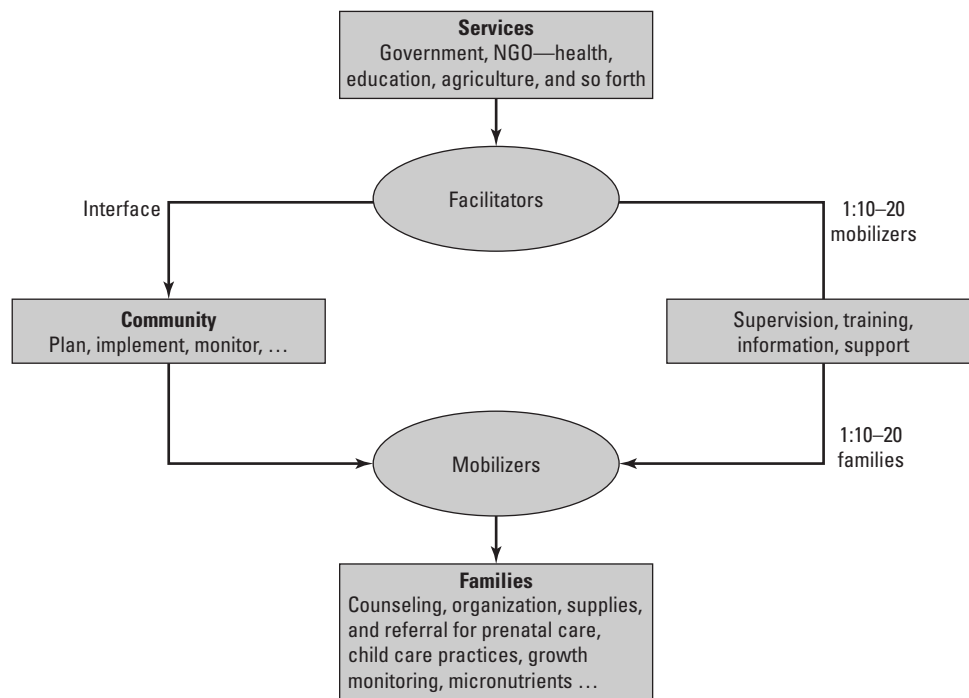 Services
Government, NGO—health,
education, agriculture, and so forth
Facilitators
Interface
1:10–20
mobilizers
Community
Plan, implement, monitor, …
Supervision, training,
information, support
Mobilizers
1:10–20
families
Families
Counseling, organization, supplies,
and referral for prenatal care,
child care practices, growth
monitoring, micronutrients …